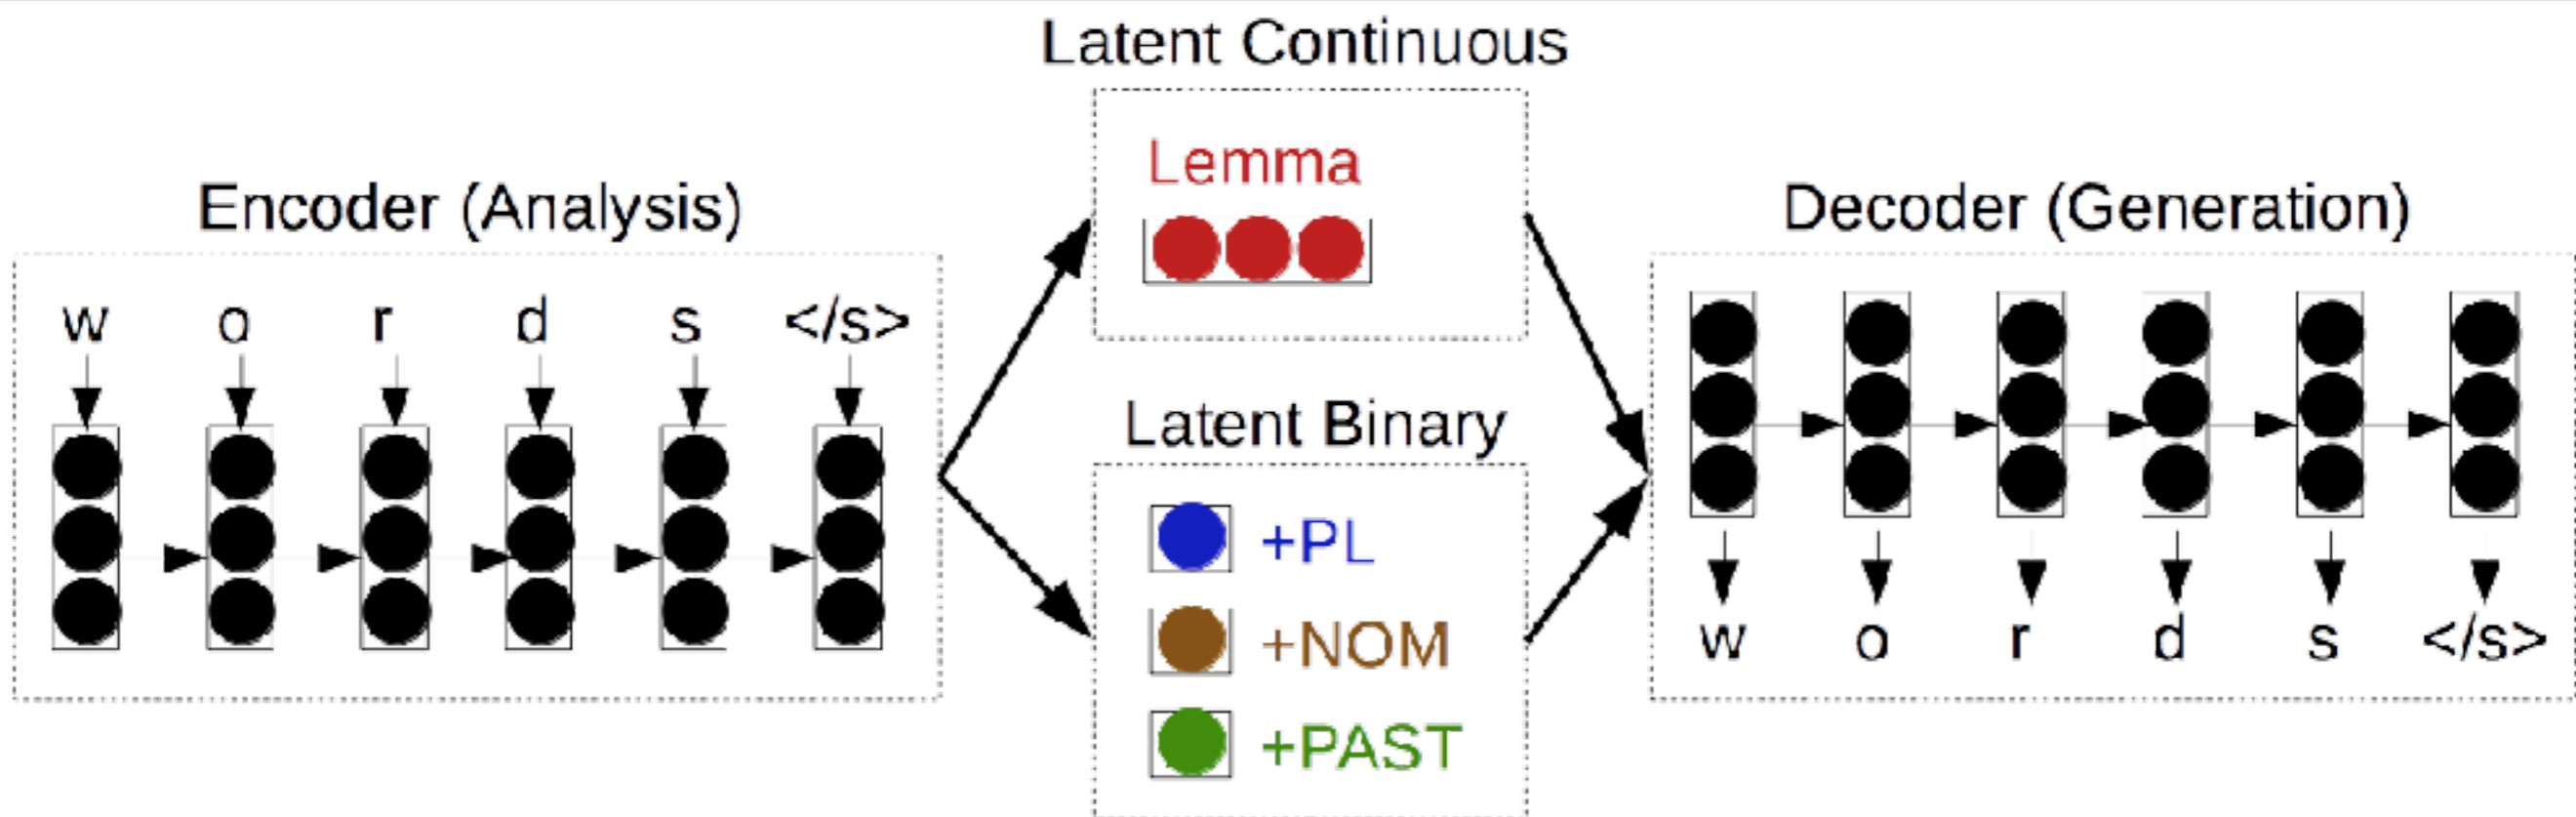 Latent Continuous
Lemma
Encoder (Analysis)
w o r d s </s>
Latent Binary
+PL
+NOM
+PAST
Decoder (Generation)
w o r d s </s>